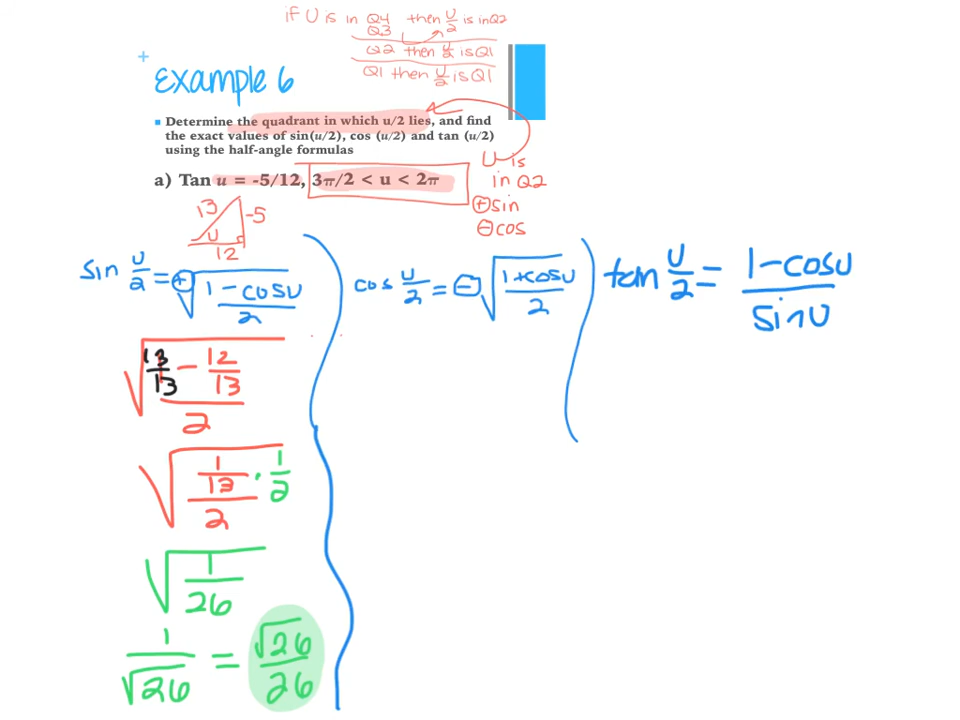 if U is in Q4 then U/2 is in Q2
Q3
Q2 then U/2 is Q1
Q1 then U/2 is Q1
+
Example 6
▪ Determine the quadrant in which u/2 lies, and find
the exact values of sin(u/2), cos (u/2) and tan (u/2)
using the half-angle formulas
U is
in Q2
⊕ sin
⊖ cos
a) Tan u = -5/12, 3π/2 < u < 2π
13
-5
U
12
sin U/2 = ⊕√((1 - cosU)/2)
√((13/13 - 12/13)/2)
√((1/13)/2 · 1/2)
√(1/26)
1/√26 = √26/26
cos U/2 = ⊖√((1+cosU)/2)
tan U/2 = (1-cosU)/sinU